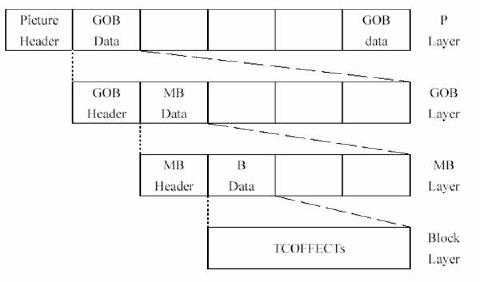 Picture Header
GOB Data
GOB data
P Layer
GOB Header
MB Data
GOB Layer
MB Header
B Data
MB Layer
TCOFFECTs
Block Layer